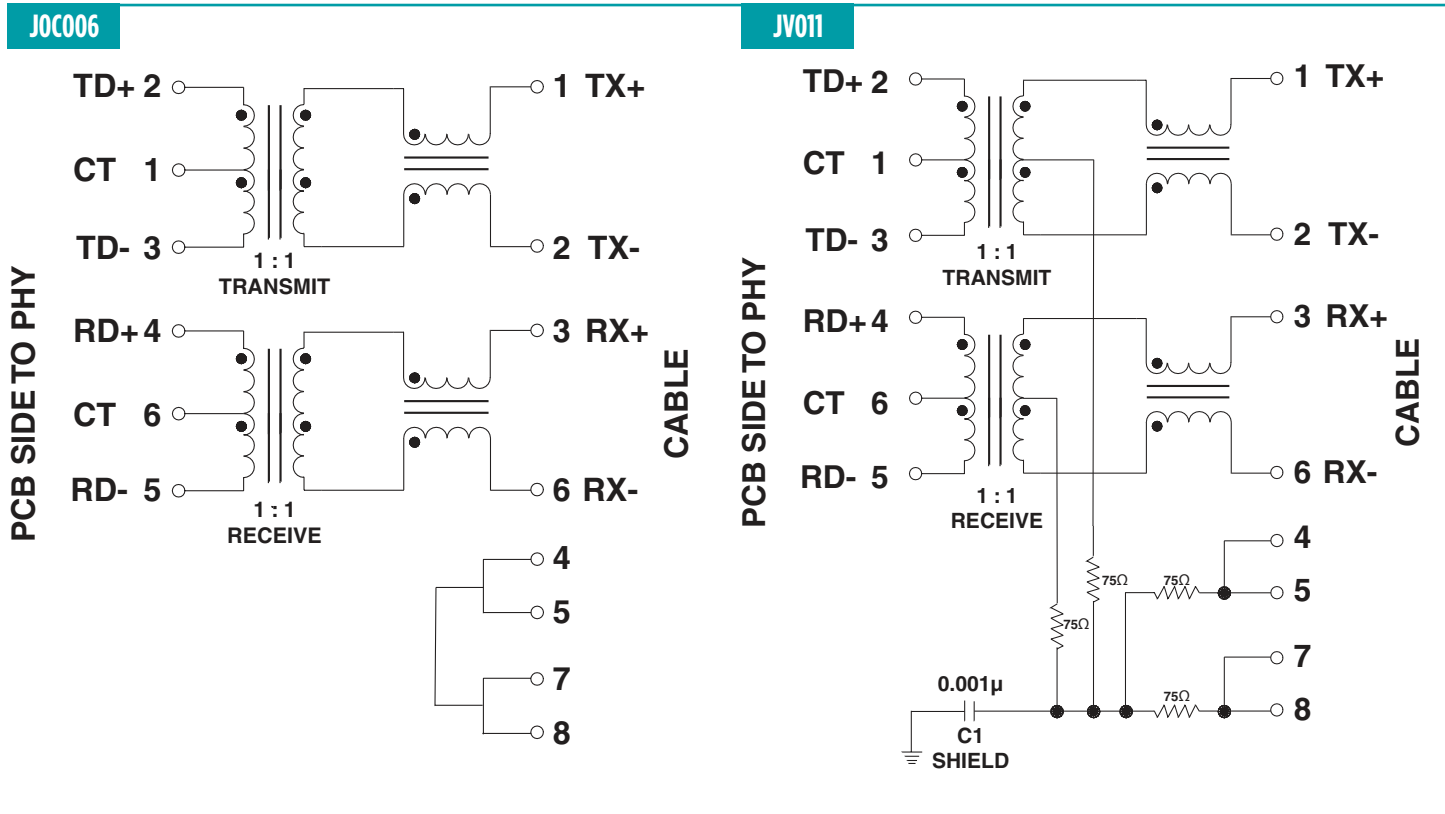 J0C006
TD+ 2
1 TX+
CT 1
TD- 3
2 TX-
1 : 1
TRANSMIT
RD+ 4
3 RX+
CT 6
RD- 5
6 RX-
1 : 1
RECEIVE
4
5
7
8
PCB SIDE TO PHY
CABLE
JV011
TD+ 2
1 TX+
CT 1
TD- 3
2 TX-
1 : 1
TRANSMIT
RD+ 4
3 RX+
CT 6
RD- 5
6 RX-
1 : 1
RECEIVE
4
75Ω
75Ω
5
75Ω
7
0.001µ
75Ω
8
C1
SHIELD
PCB SIDE TO PHY
CABLE